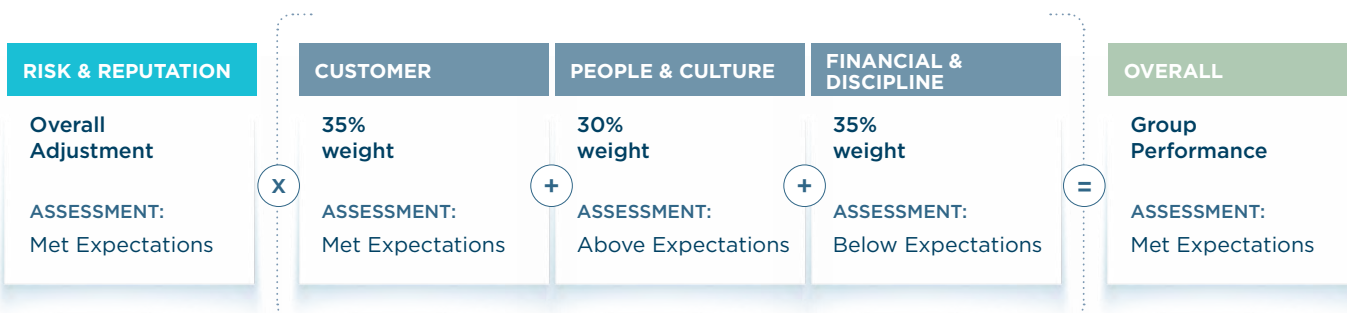 RISK & REPUTATION
Overall
Adjustment
ASSESSMENT:
Met Expectations
x
CUSTOMER
35%
weight
ASSESSMENT:
Met Expectations
+
PEOPLE & CULTURE
30%
weight
ASSESSMENT:
Above Expectations
+
FINANCIAL &
DISCIPLINE
35%
weight
ASSESSMENT:
Below Expectations
=
OVERALL
Group
Performance
ASSESSMENT:
Met Expectations